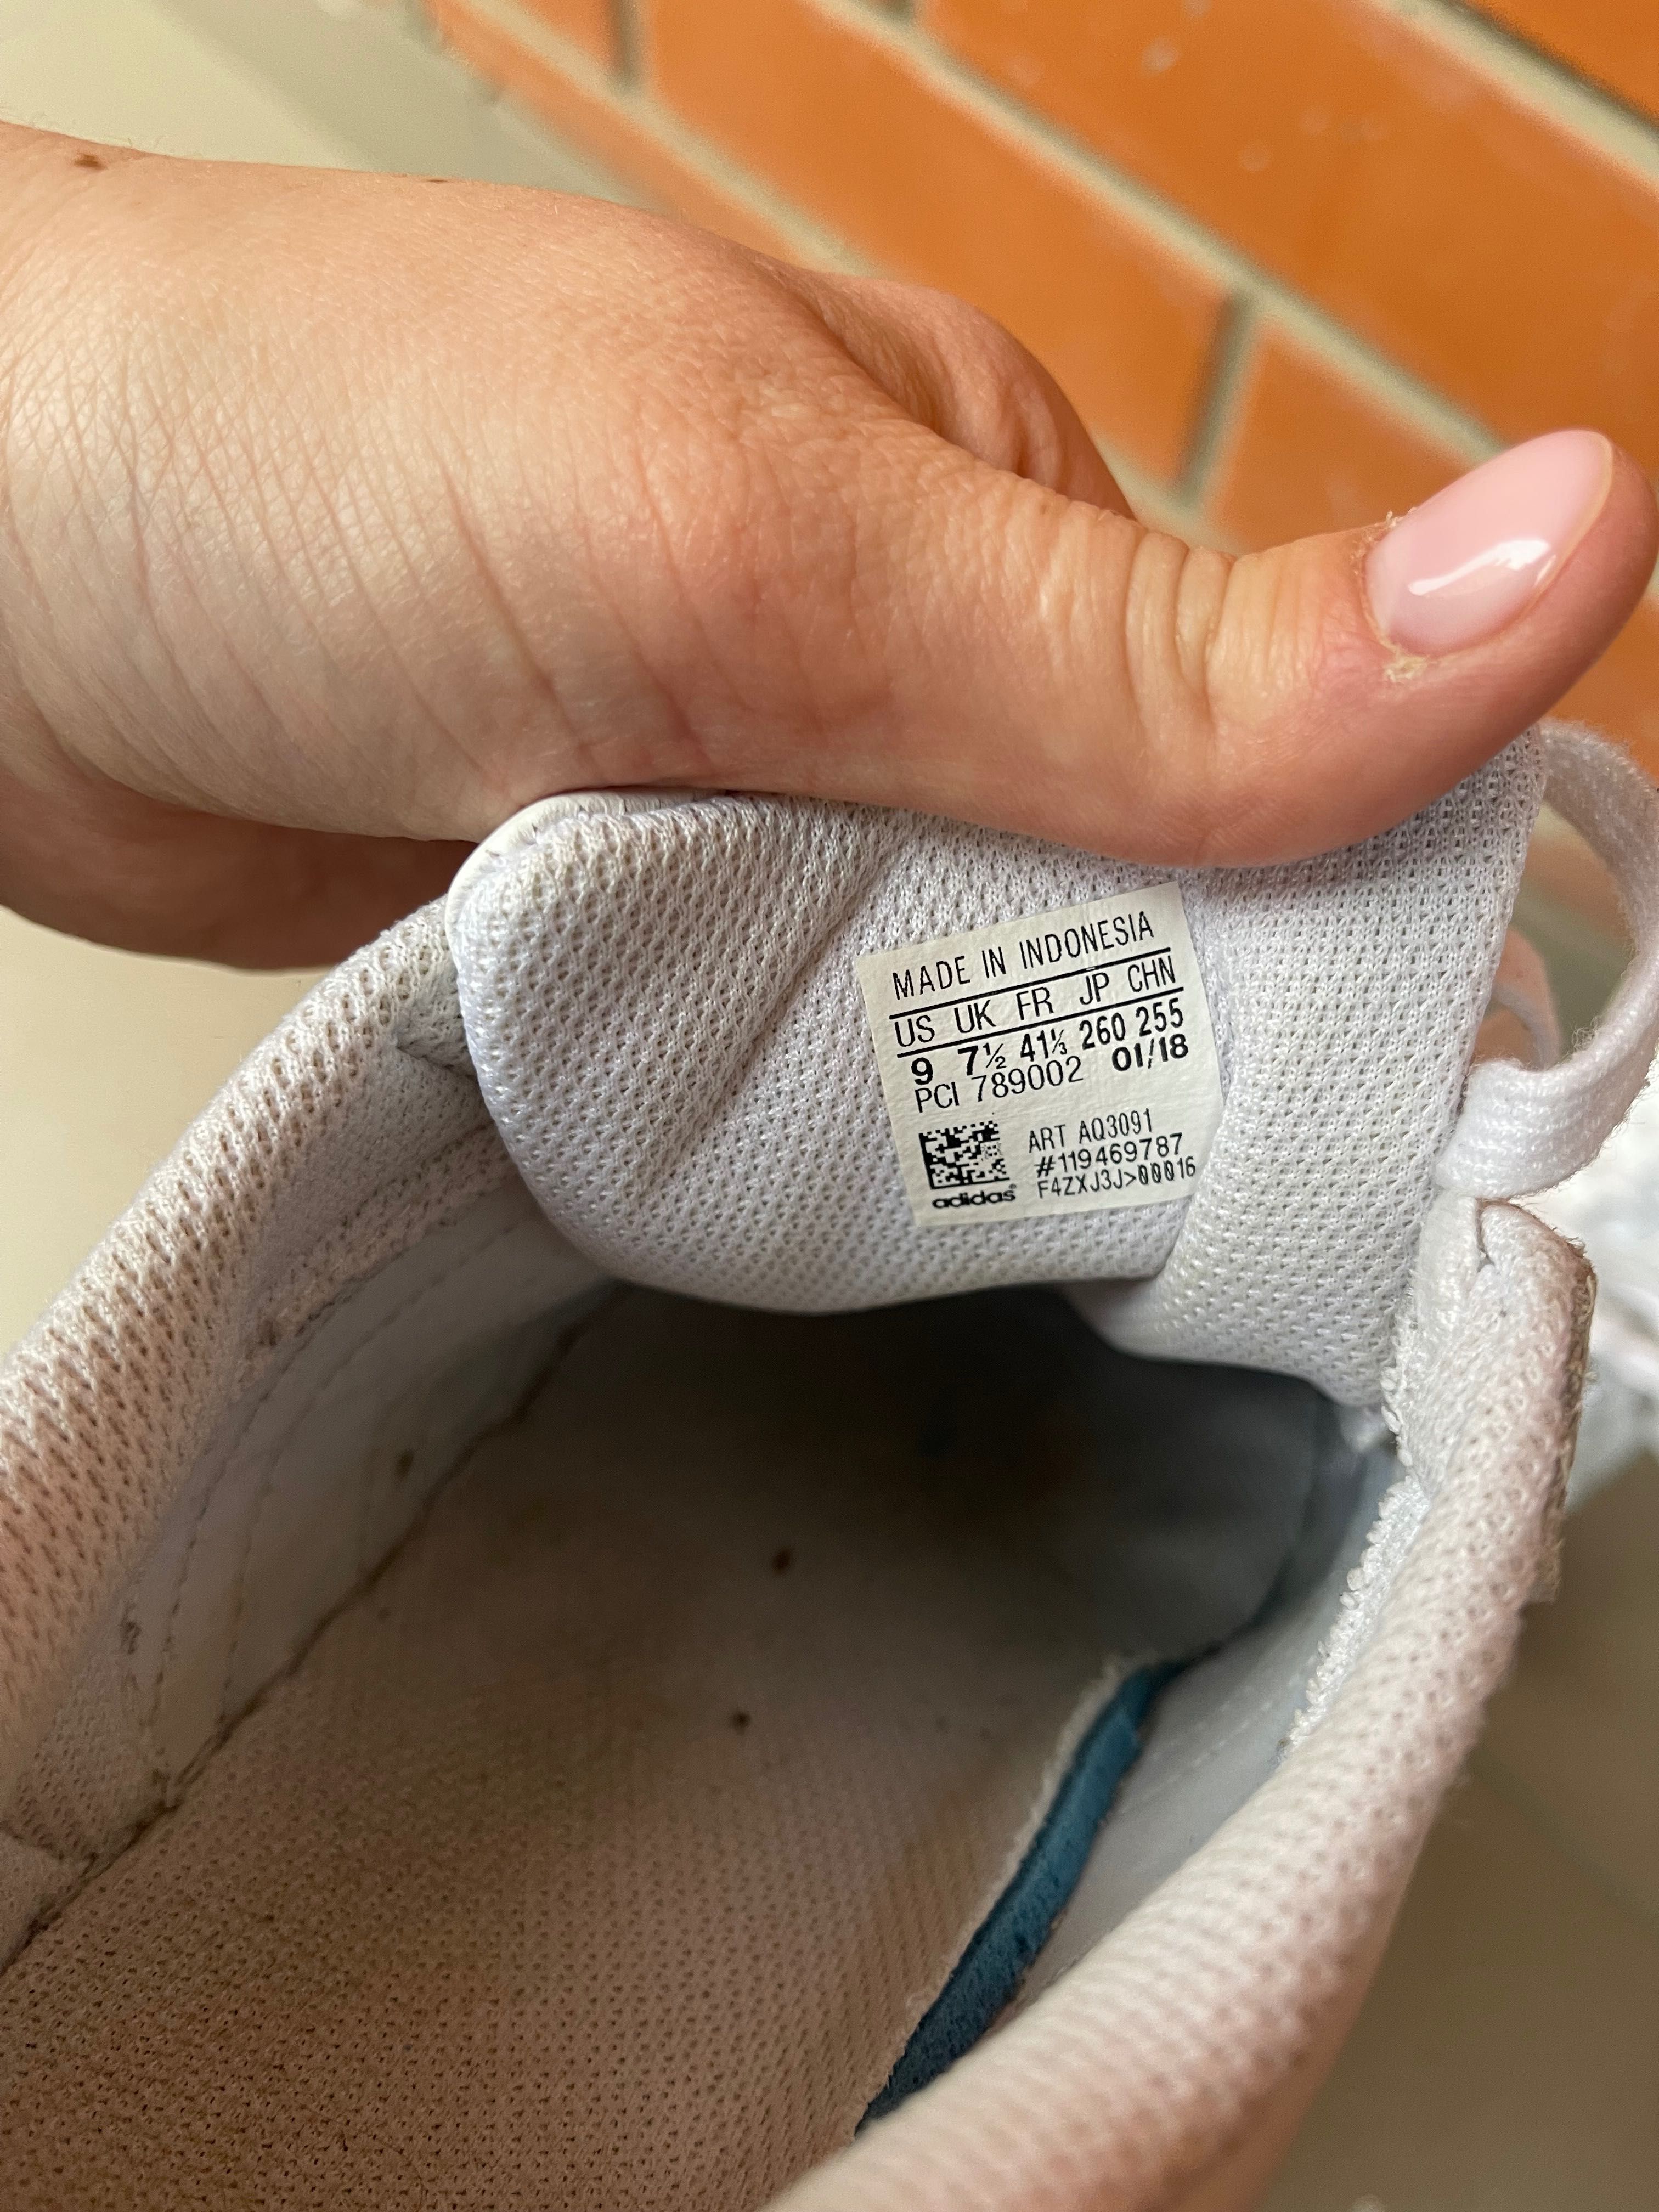 MADE IN INDONESIA
US UK FR JP CHN
9 7½ 41⅓ 260 255
PCI 789002 01/18
ART AQ3091
#119469787
F4ZXJ3J>00016
adidas